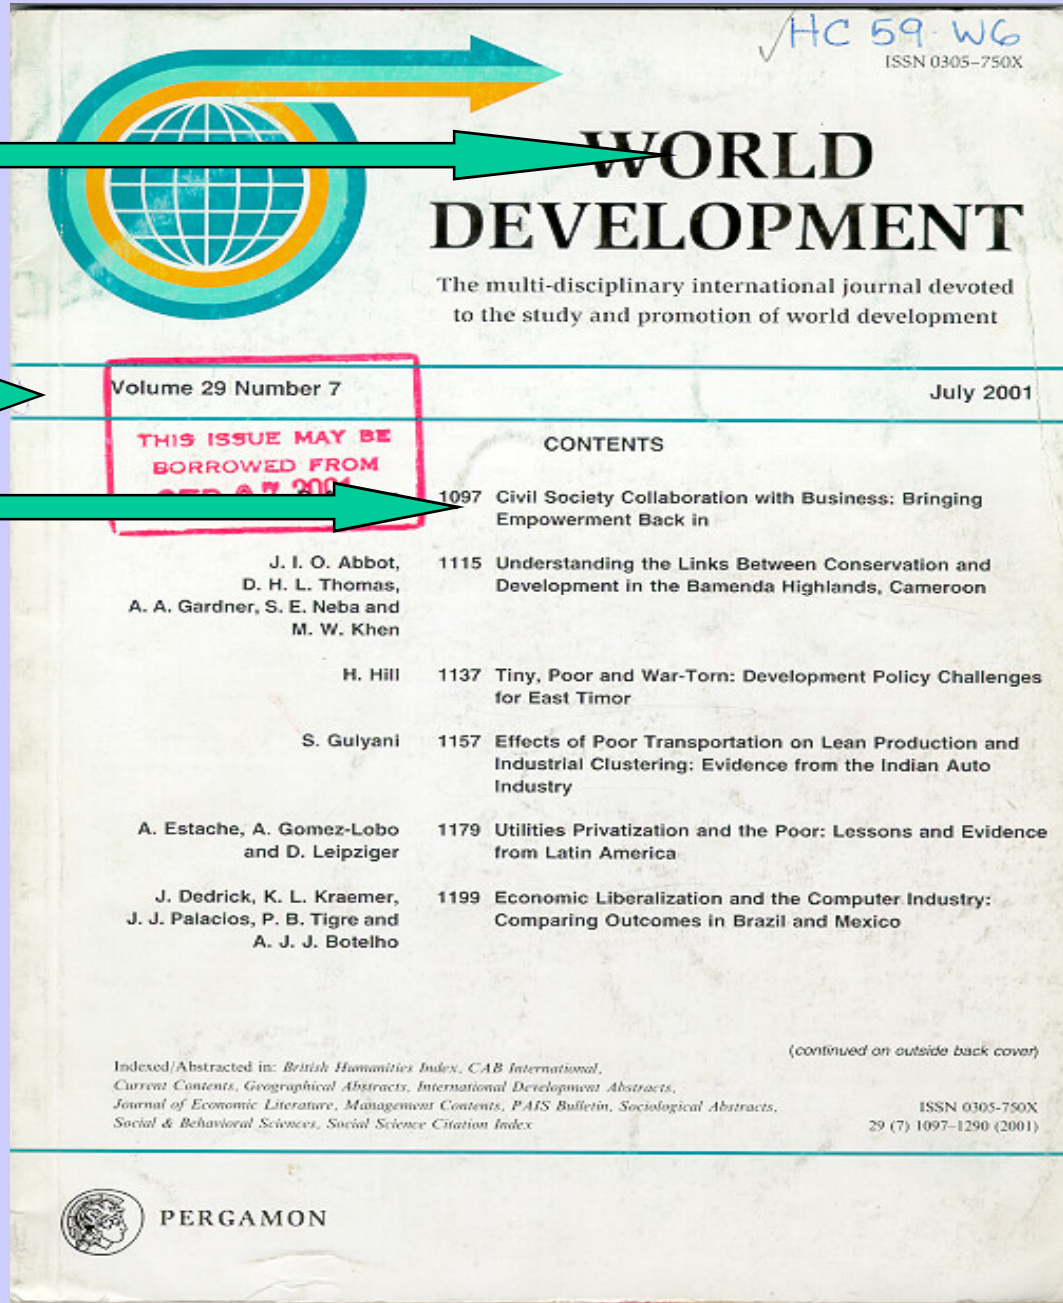 HC 59. W6
ISSN 0305–750X
WORLD
DEVELOPMENT
The multi-disciplinary international journal devoted
to the study and promotion of world development
Volume 29 Number 7
July 2001
THIS ISSUE MAY BE
BORROWED FROM
CONTENTS
1097 Civil Society Collaboration with Business: Bringing
Empowerment Back in
J. I. O. Abbot,
D. H. L. Thomas,
A. A. Gardner, S. E. Neba and
M. W. Khen
1115 Understanding the Links Between Conservation and
Development in the Bamenda Highlands, Cameroon
H. Hill
1137 Tiny, Poor and War-Torn: Development Policy Challenges
for East Timor
S. Gulyani
1157 Effects of Poor Transportation on Lean Production and
Industrial Clustering: Evidence from the Indian Auto
Industry
A. Estache, A. Gomez-Lobo
and D. Leipziger
1179 Utilities Privatization and the Poor: Lessons and Evidence
from Latin America
J. Dedrick, K. L. Kraemer,
J. J. Palacios, P. B. Tigre and
A. J. J. Botelho
1199 Economic Liberalization and the Computer Industry:
Comparing Outcomes in Brazil and Mexico
(continued on outside back cover)
Indexed/Abstracted in: British Humanities Index, CAB International,
Current Contents, Geographical Abstracts, International Development Abstracts,
Journal of Economic Literature, Management Contents, PAIS Bulletin, Sociological Abstracts,
Social & Behavioral Sciences, Social Science Citation Index
ISSN 0305-750X
29 (7) 1097–1290 (2001)
PERGAMON